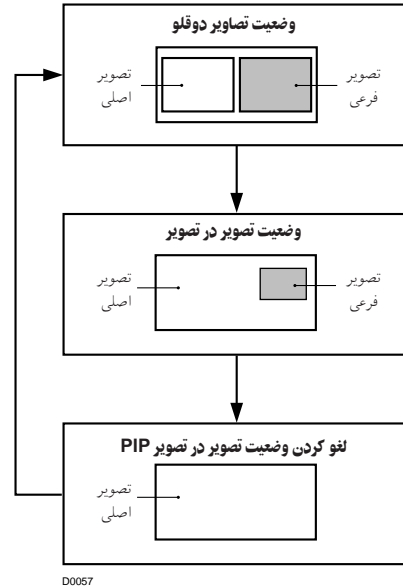 وضعیت تصاویر دوقلو
تصویر
فرعی
تصویر
اصلی
وضعیت تصویر در تصویر
تصویر
فرعی
تصویر
اصلی
لغو کردن وضعیت تصویر در تصویر PIP
تصویر
اصلی
D0057